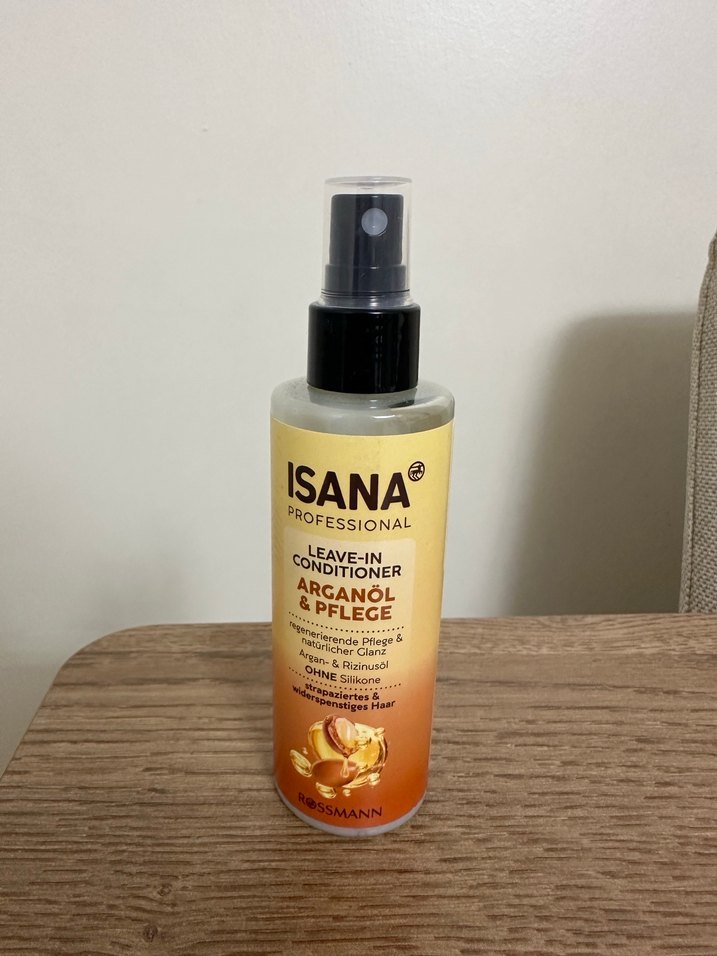 ISANA
PROFESSIONAL
LEAVE-IN
CONDITIONER
ARGANÖL
& PFLEGE
regenerierende Pflege &
natürlicher Glanz
Argan- & Rizinusöl
OHNE Silikone
strapaziertes &
widerspenstiges Haar
ROSSMANN